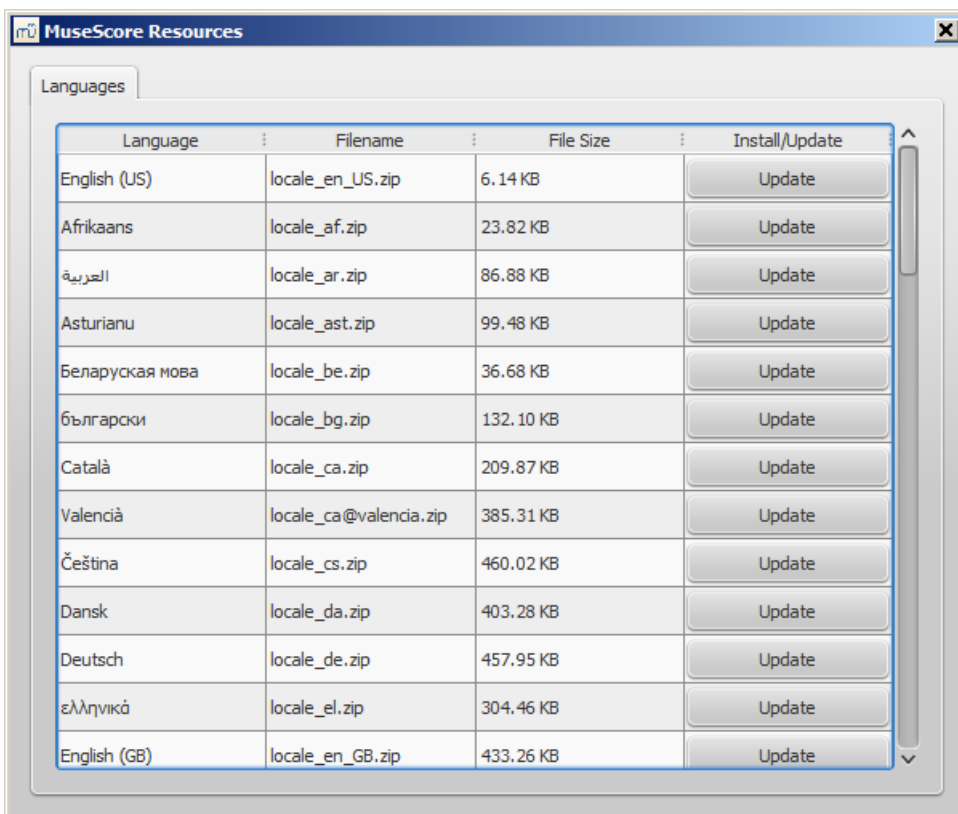 mü MuseScore Resources
Languages
Language Filename File Size Install/Update
English (US) locale_en_US.zip 6.14 KB Update
Afrikaans locale_af.zip 23.82 KB Update
العربية locale_ar.zip 86.88 KB Update
Asturianu locale_ast.zip 99.48 KB Update
Беларуская мова locale_be.zip 36.68 KB Update
български locale_bg.zip 132.10 KB Update
Català locale_ca.zip 209.87 KB Update
Valencià locale_ca@valencia.zip 385.31 KB Update
Čeština locale_cs.zip 460.02 KB Update
Dansk locale_da.zip 403.28 KB Update
Deutsch locale_de.zip 457.95 KB Update
ελληνικά locale_el.zip 304.46 KB Update
English (GB) locale_en_GB.zip 433.26 KB Update